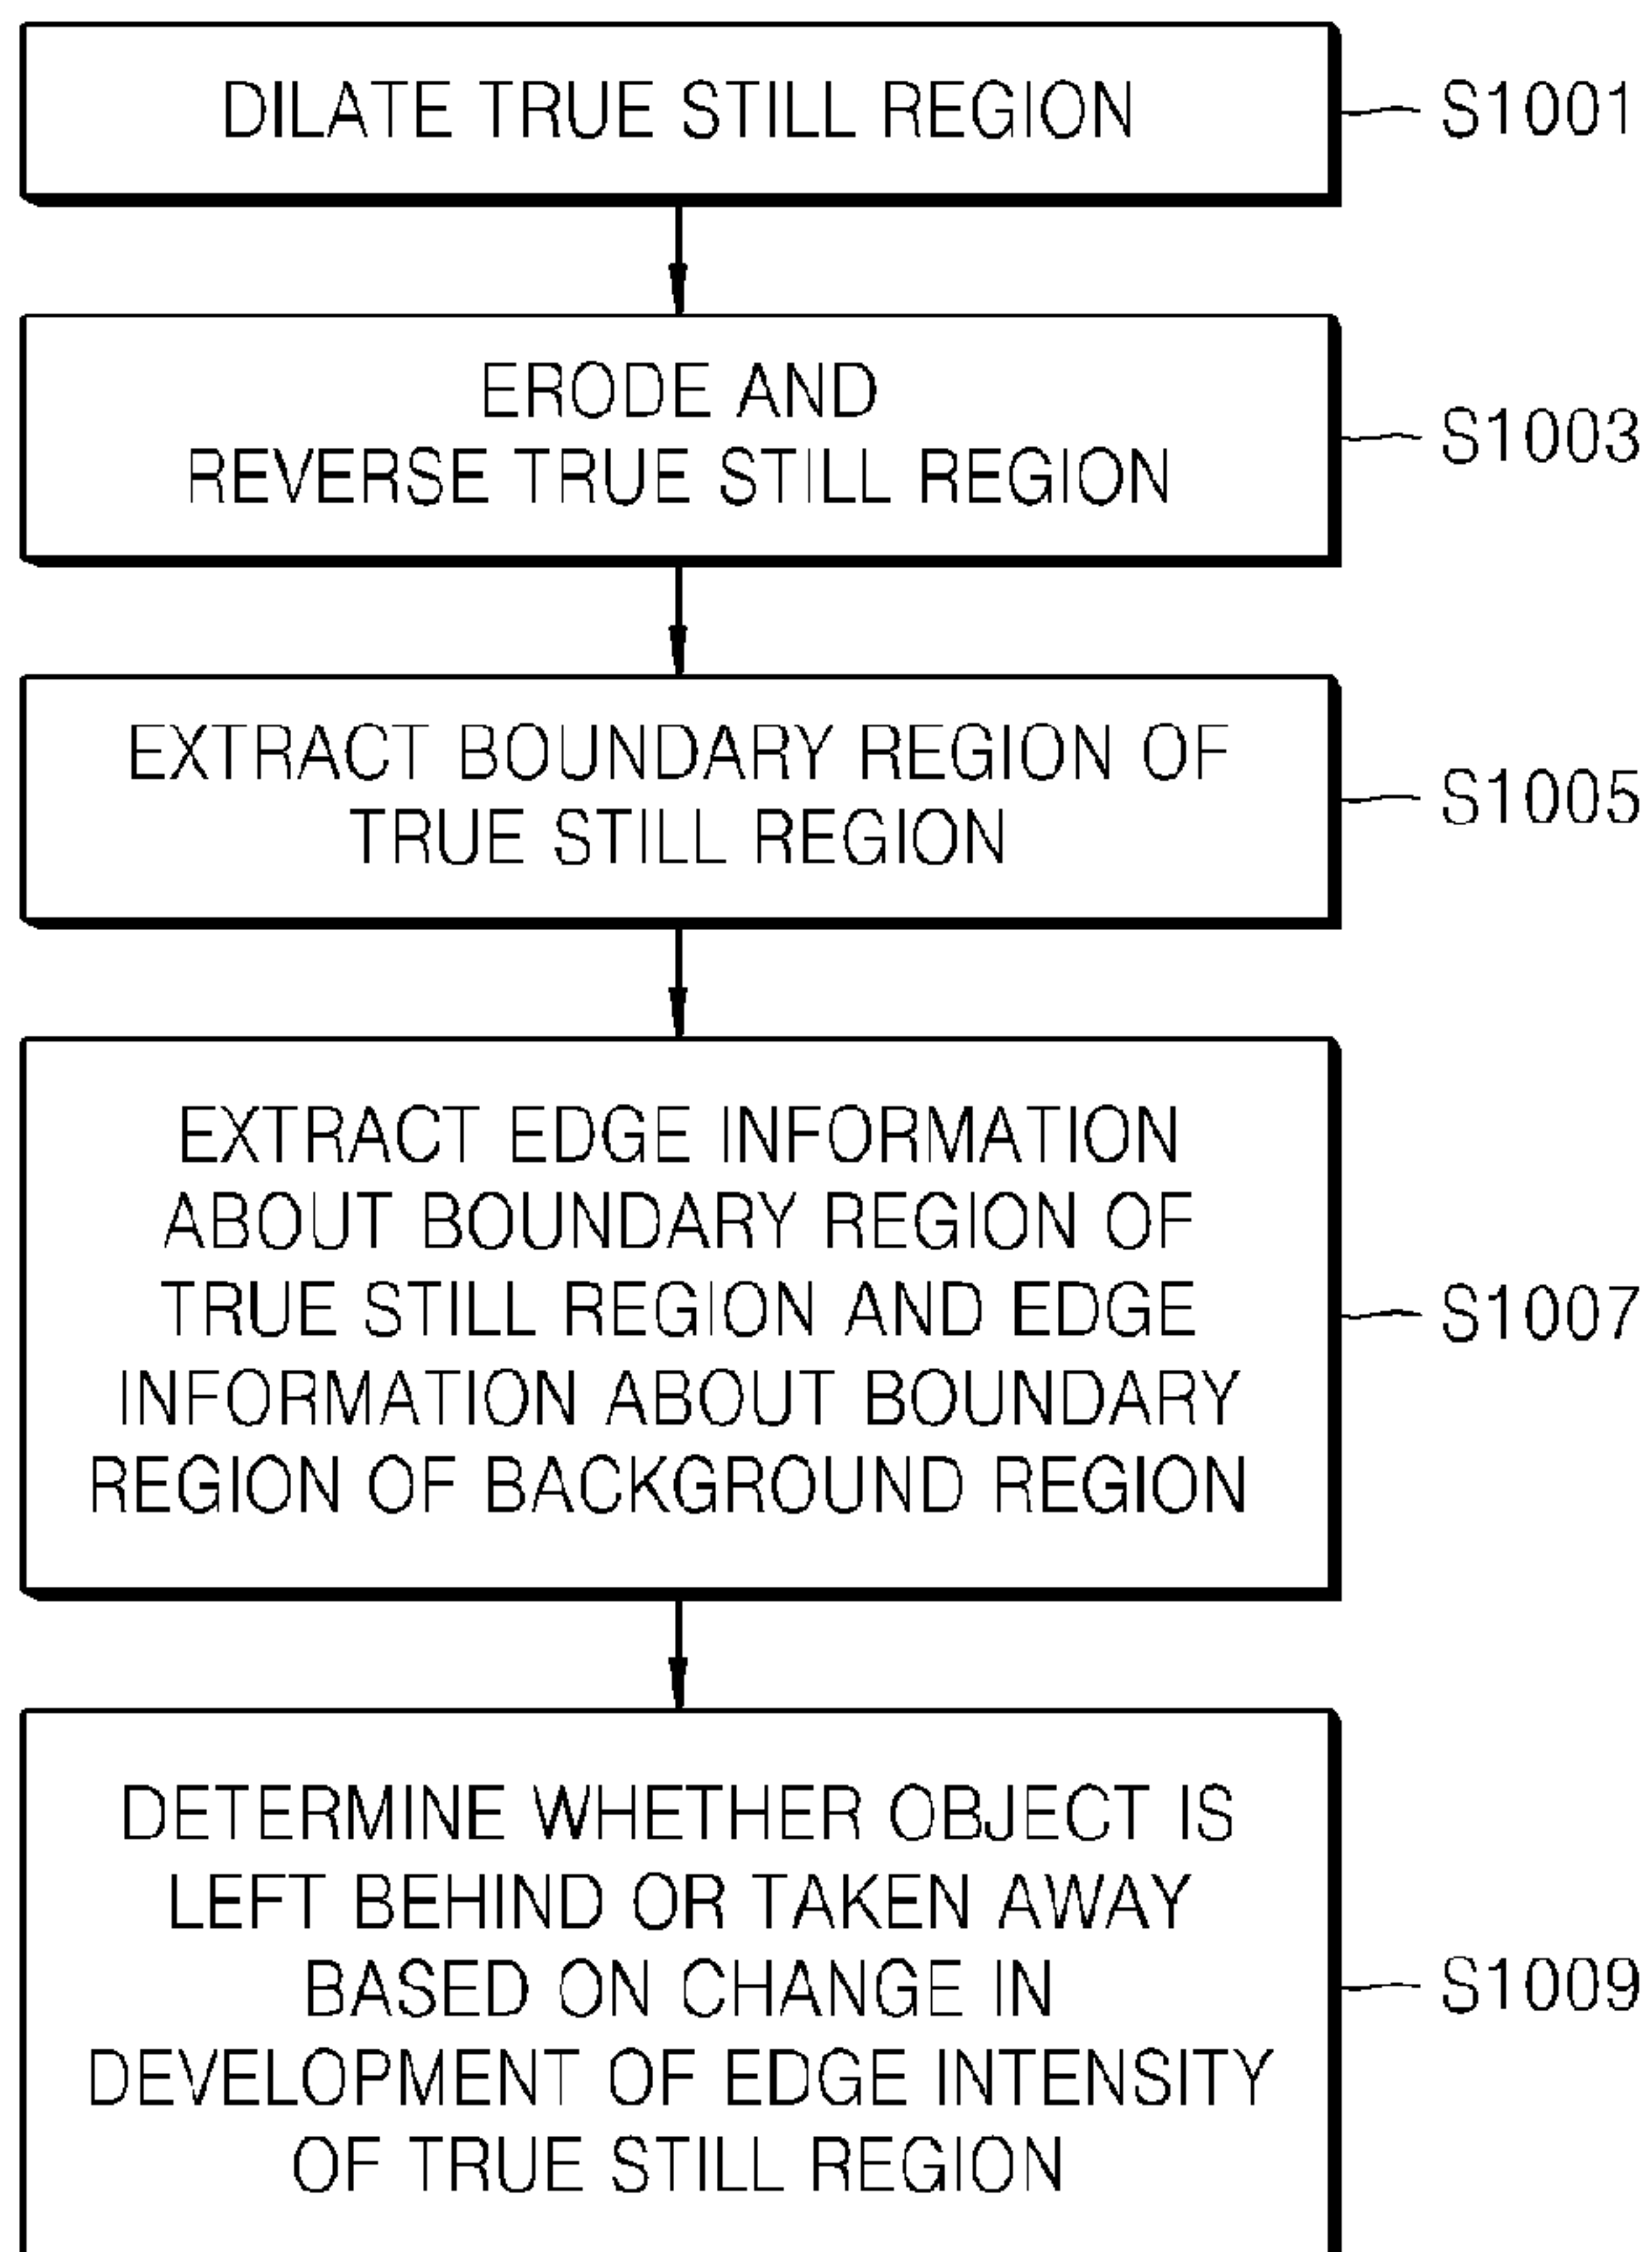 DILATE TRUE STILL REGION
S1001
ERODE AND
REVERSE TRUE STILL REGION
S1003
EXTRACT BOUNDARY REGION OF
TRUE STILL REGION
S1005
EXTRACT EDGE INFORMATION
ABOUT BOUNDARY REGION OF
TRUE STILL REGION AND EDGE
INFORMATION ABOUT BOUNDARY
REGION OF BACKGROUND REGION
S1007
DETERMINE WHETHER OBJECT IS
LEFT BEHIND OR TAKEN AWAY
BASED ON CHANGE IN
DEVELOPMENT OF EDGE INTENSITY
OF TRUE STILL REGION
S1009